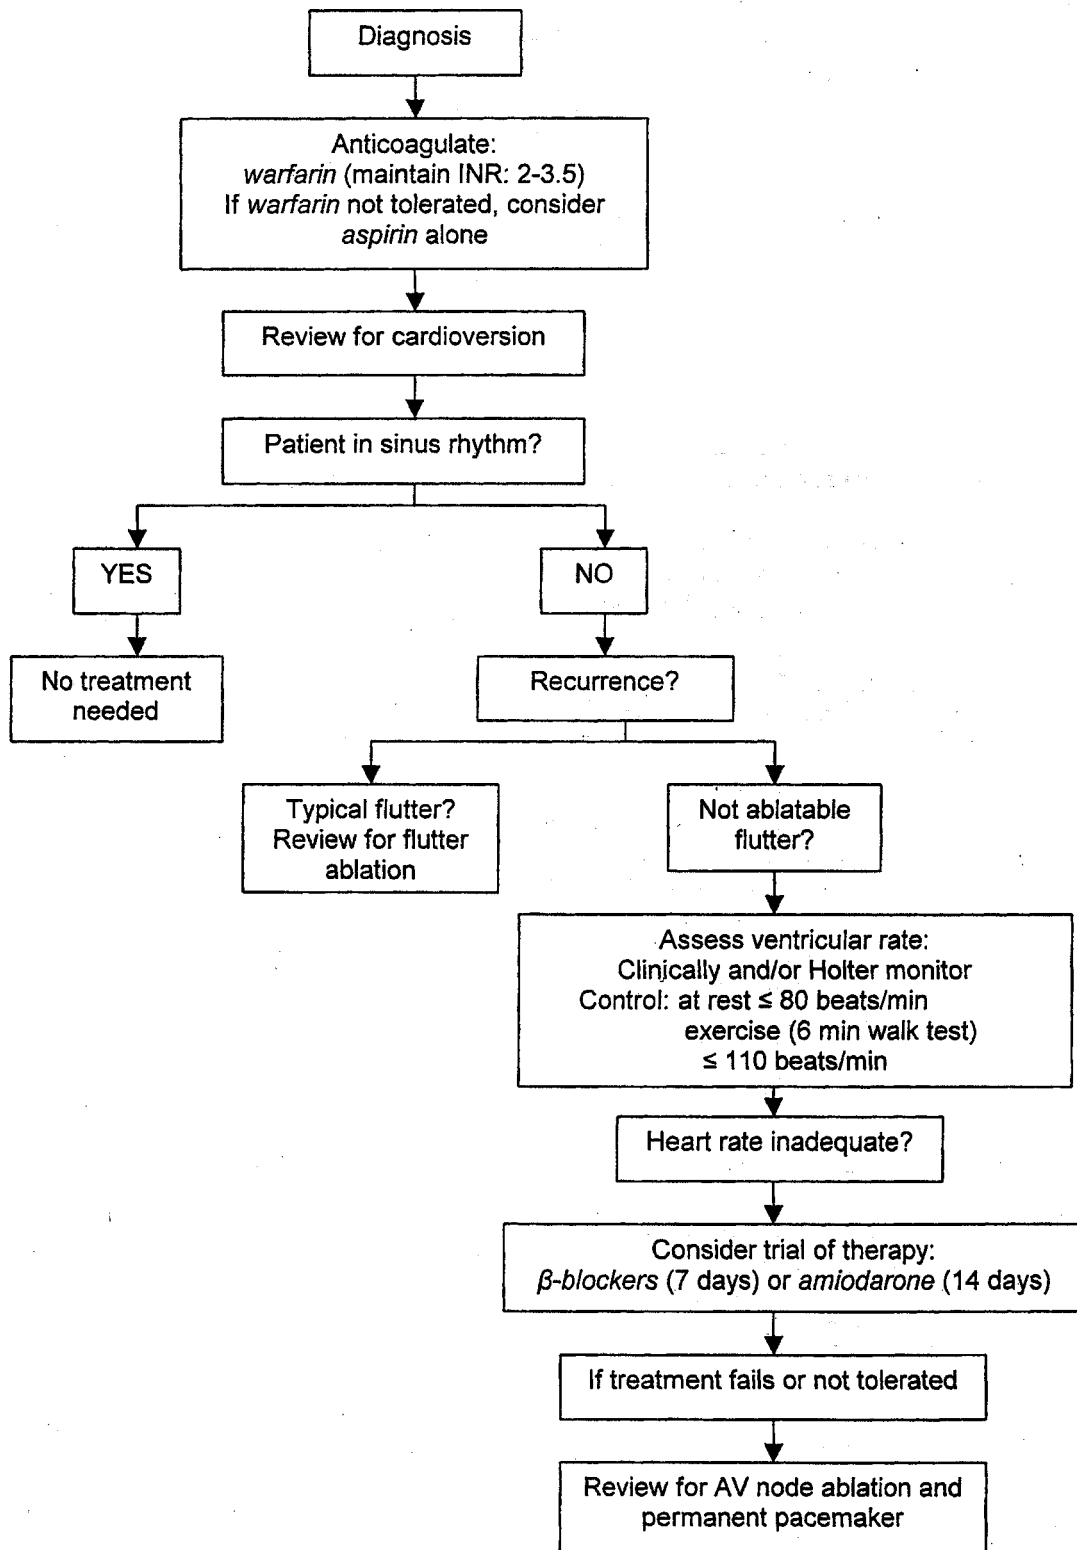 Diagnosis
Anticoagulate:
warfarin (maintain INR: 2-3.5)
If warfarin not tolerated, consider
aspirin alone
Review for cardioversion
Patient in sinus rhythm?
YES
NO
No treatment
needed
Recurrence?
Typical flutter?
Review for flutter
ablation
Not ablatable
flutter?
Assess ventricular rate:
Clinically and/or Holter monitor
Control: at rest ≤ 80 beats/min
exercise (6 min walk test)
≤ 110 beats/min
Heart rate inadequate?
Consider trial of therapy:
β-blockers (7 days) or amiodarone (14 days)
If treatment fails or not tolerated
Review for AV node ablation and
permanent pacemaker